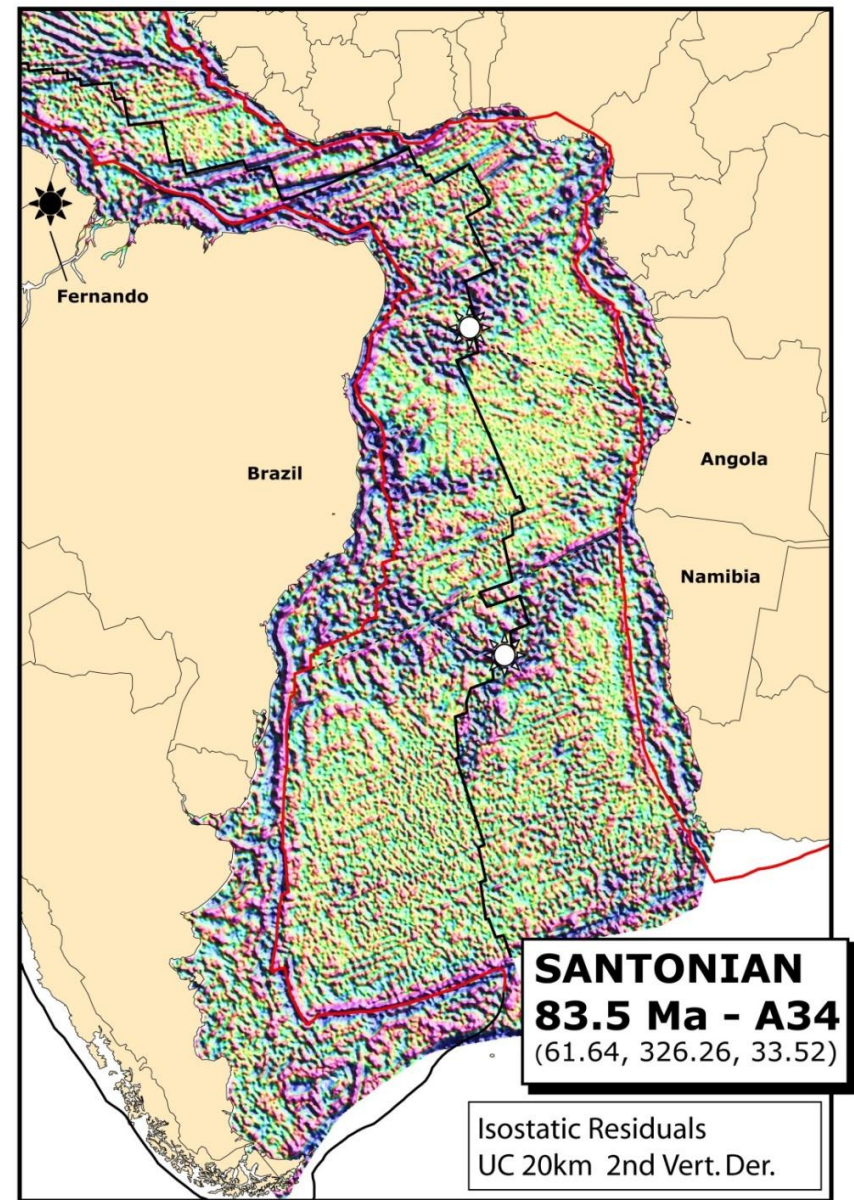 Fernando
Brazil
Angola
Namibia
SANTONIAN
83.5 Ma - A34
(61.64, 326.26, 33.52)
Isostatic Residuals
UC 20km 2nd Vert. Der.